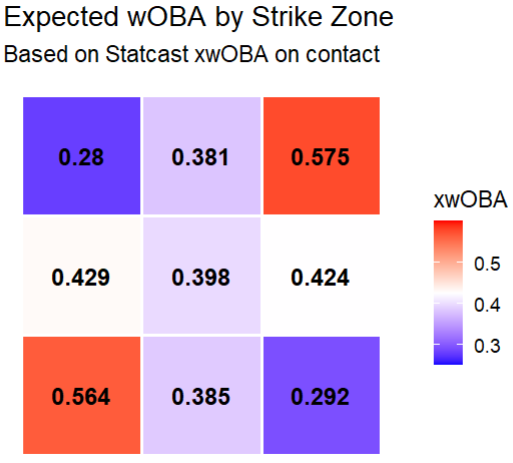 Expected wOBA by Strike Zone
Based on Statcast xwOBA on contact
0.28 0.381 0.575
0.429 0.398 0.424
0.564 0.385 0.292
xwOBA
0.5
0.4
0.3